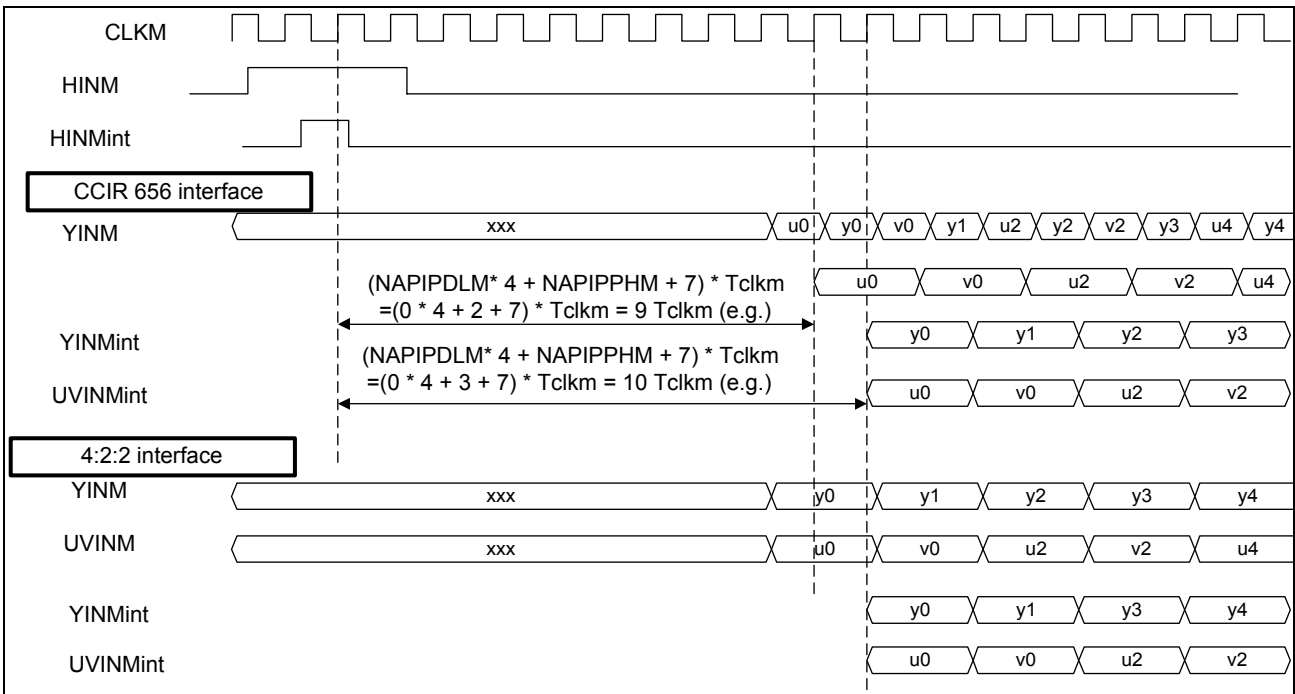 CLKM
HINM
HINMint
CCIR 656 interface
YINM xxx u0 y0 v0 y1 u2 y2 v2 y3 u4 y4
(NAPIPDLM* 4 + NAPIPPHM + 7) * Tclkm
=(0 * 4 + 2 + 7) * Tclkm = 9 Tclkm (e.g.)
u0 v0 u2 v2 u4
YINMint y0 y1 y2 y3
(NAPIPDLM* 4 + NAPIPPHM + 7) * Tclkm
=(0 * 4 + 3 + 7) * Tclkm = 10 Tclkm (e.g.)
UVINMint u0 v0 u2 v2
4:2:2 interface
YINM xxx y0 y1 y2 y3 y4
UVINM xxx u0 v0 u2 v2 u4
YINMint y0 y1 y3 y4
UVINMint u0 v0 u2 v2